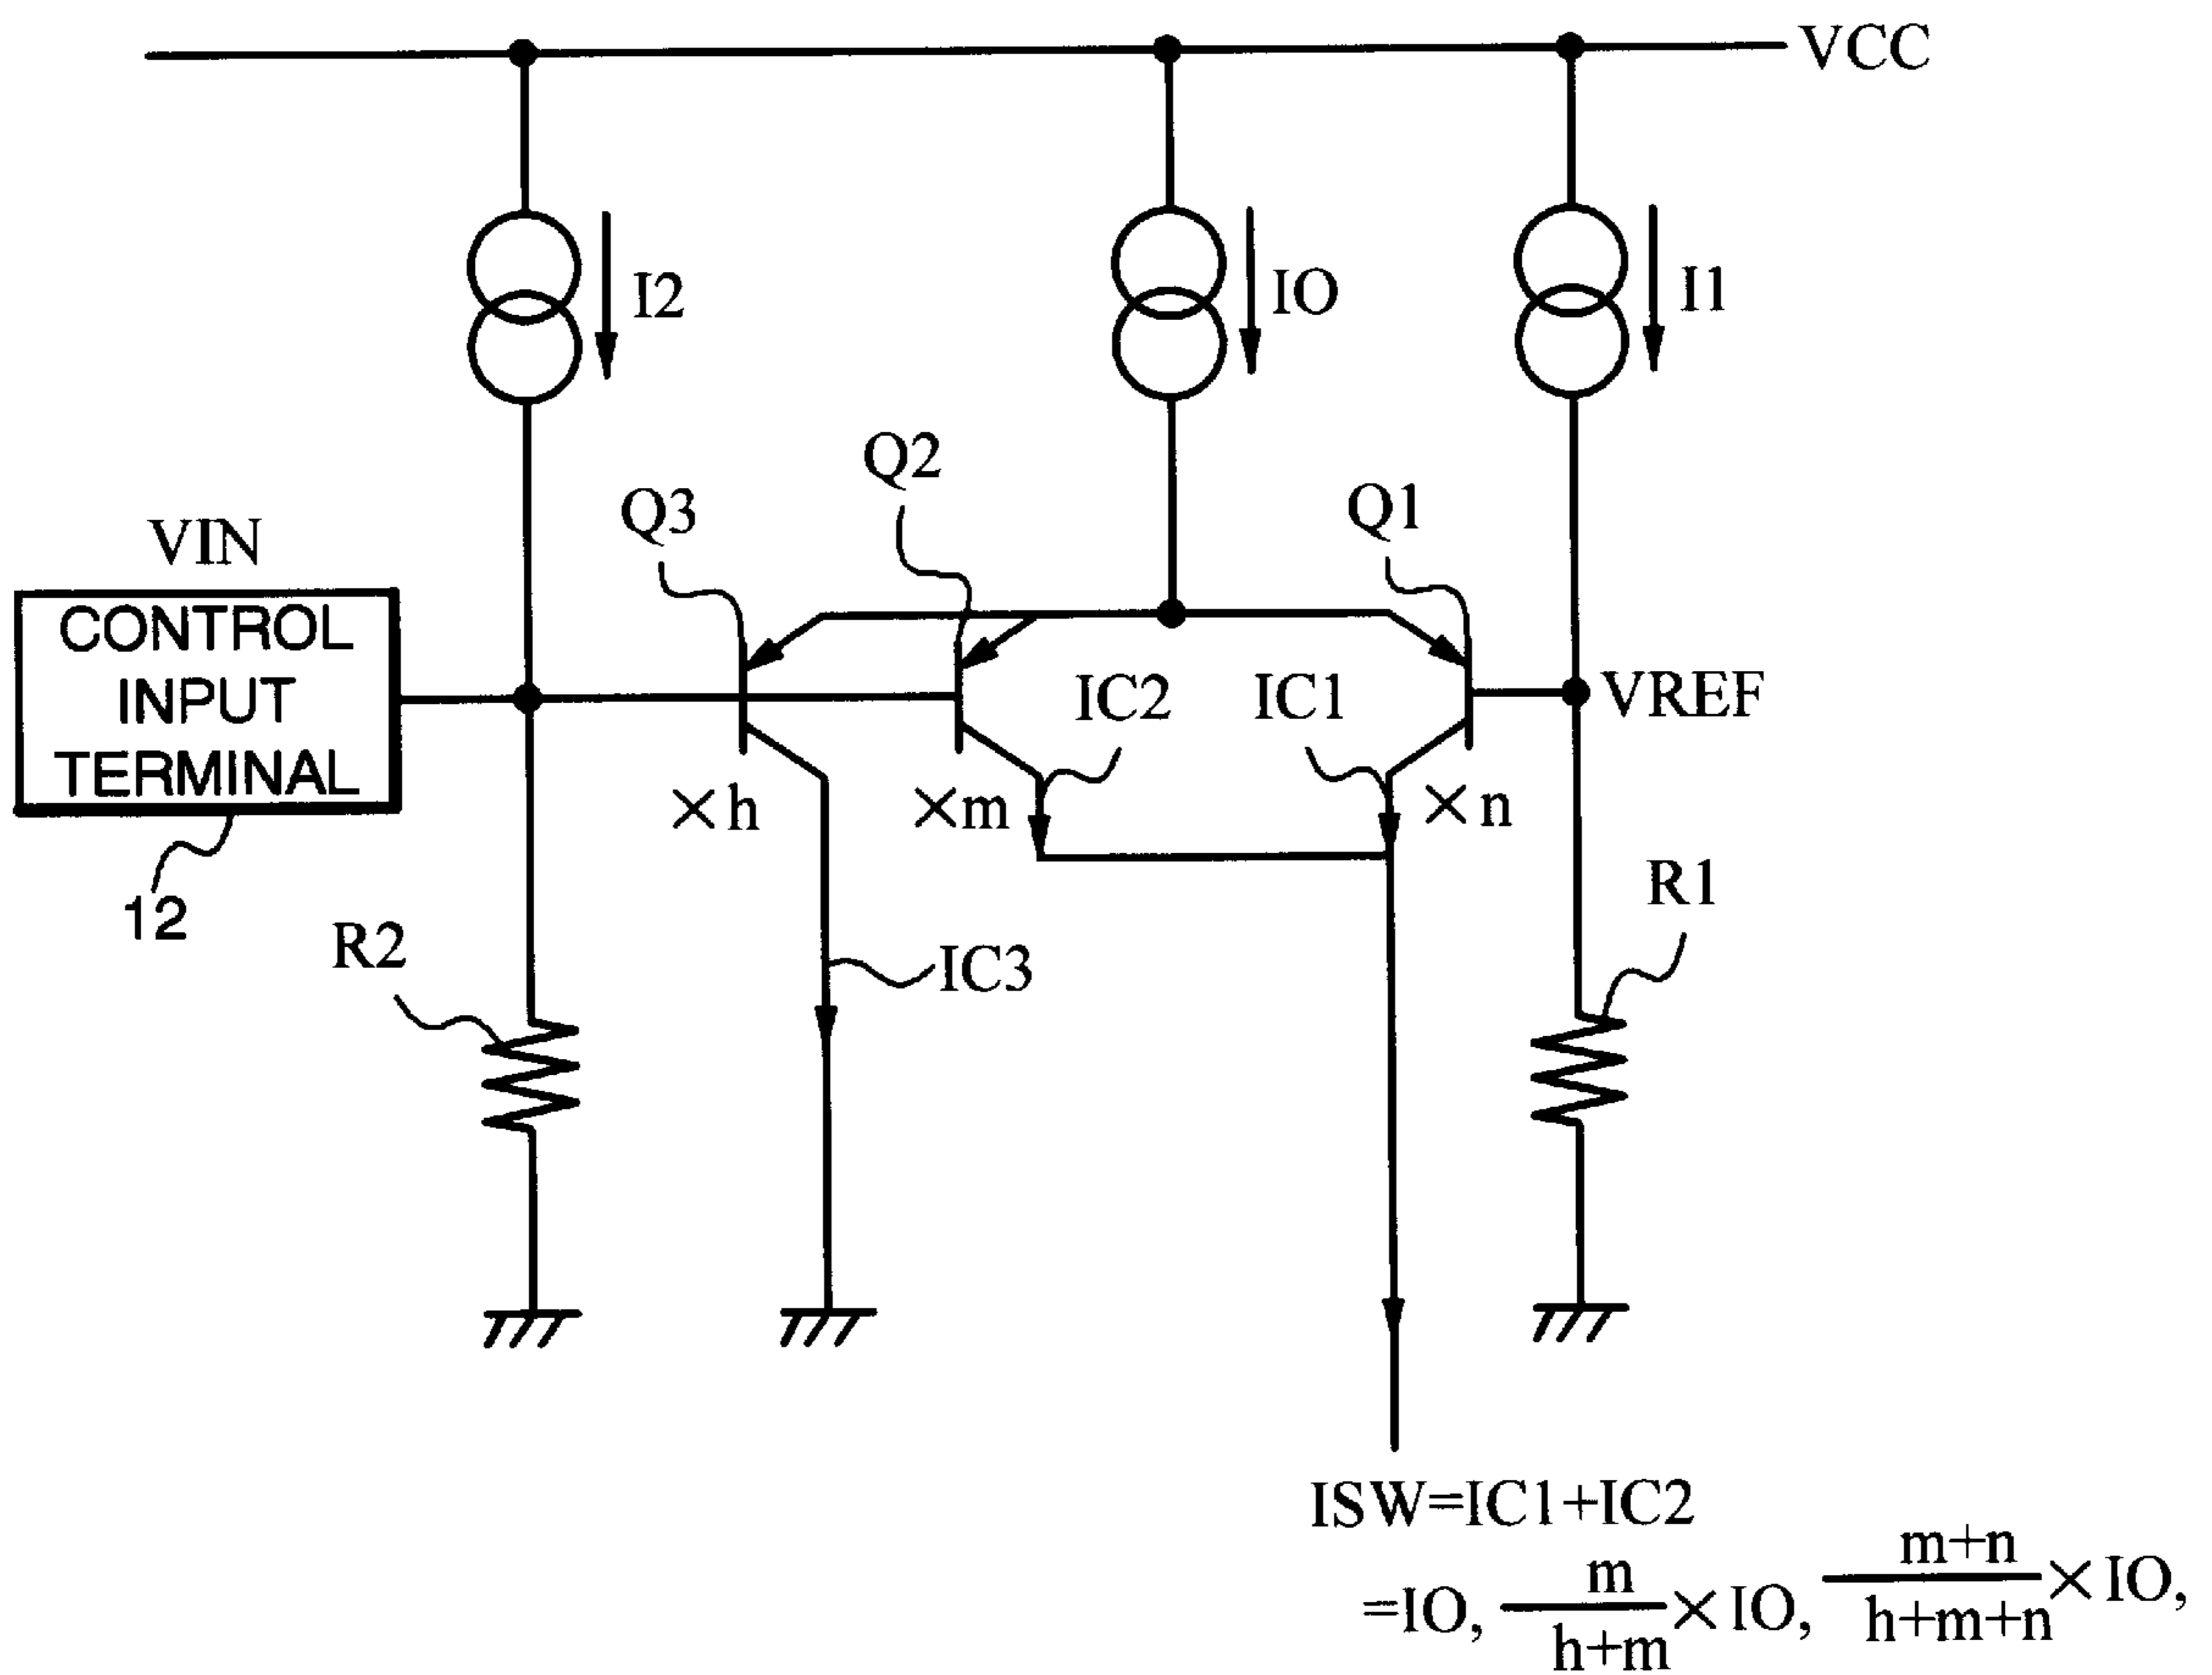 VCC
I2
IO
I1
Q2
Q3
Q1
VIN
CONTROL
INPUT
TERMINAL
IC2
IC1
VREF
×h
×m
×n
12
R2
IC3
R1
ISW=IC1+IC2
=IO, m/h+m ×IO, m+n/h+m+n ×IO,